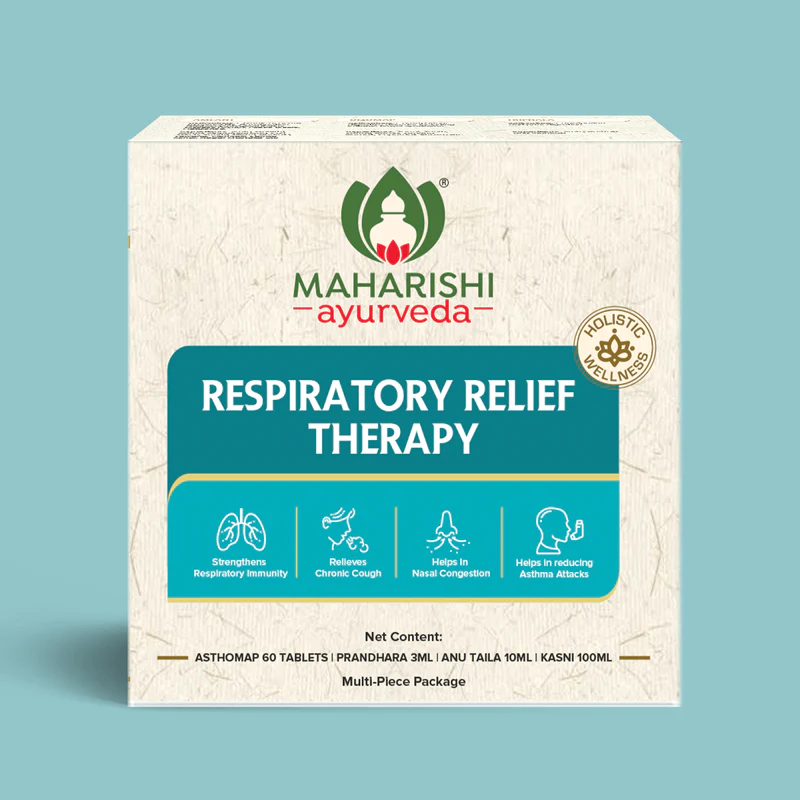 MAHARISHI
ayurveda
®
HOLISTIC
WELLNESS
RESPIRATORY RELIEF
THERAPY
Strengthens
Respiratory Immunity
Relieves
Chronic Cough
Helps In
Nasal Congestion
Helps in reducing
Asthma Attacks
Net Content:
ASTHOMAP 60 TABLETS | PRANDHARA 3ML | ANU TAILA 10ML | KASNI 100ML
Multi-Piece Package